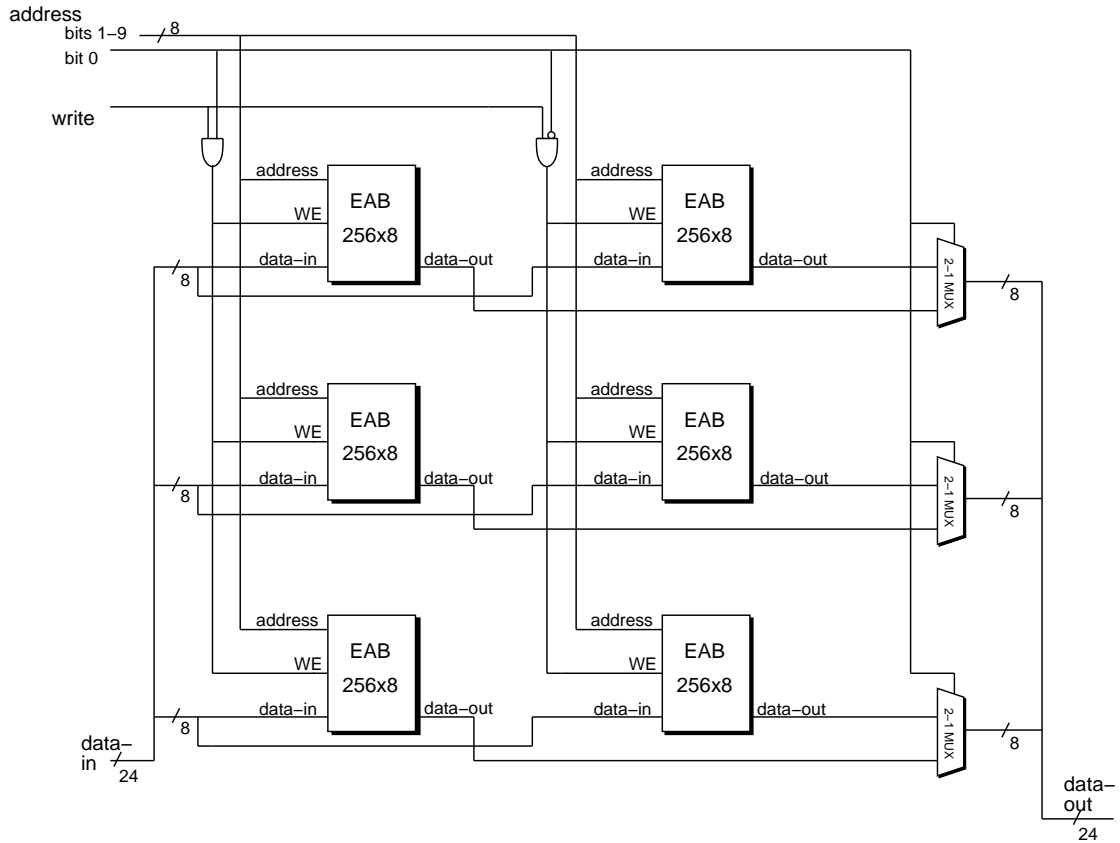 address
bits 1−9
8
bit 0
write
address
EAB
WE
256x8
data−in
data−out
8
address
EAB
WE
256x8
data−in
data−out
2−1 MUX
8
address
EAB
WE
256x8
data−in
data−out
8
address
EAB
WE
256x8
data−in
data−out
2−1 MUX
8
address
EAB
WE
256x8
data−in
data−out
8
address
EAB
WE
256x8
data−in
data−out
2−1 MUX
8
data−
in
24
data−
out
24